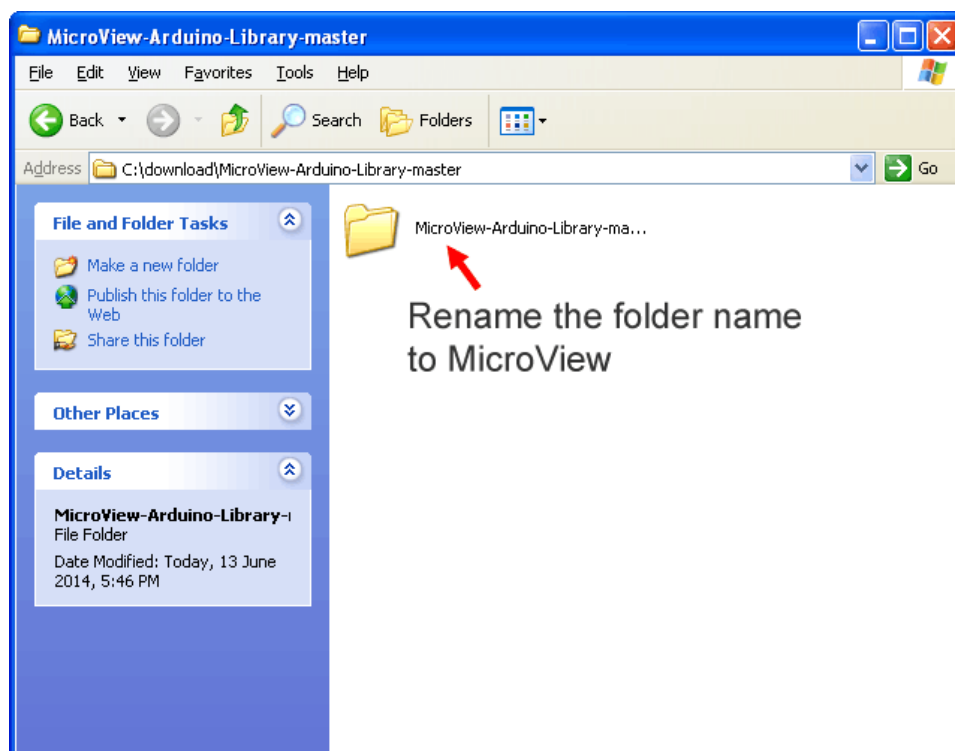 MicroView-Arduino-Library-master
File Edit View Favorites Tools Help
Back Search Folders
Address C:\download\MicroView-Arduino-Library-master Go
File and Folder Tasks
Make a new folder
Publish this folder to the
Web
Share this folder
Other Places
Details
MicroView-Arduino-Library-
File Folder
Date Modified: Today, 13 June
2014, 5:46 PM
MicroView-Arduino-Library-ma...
Rename the folder name
to MicroView